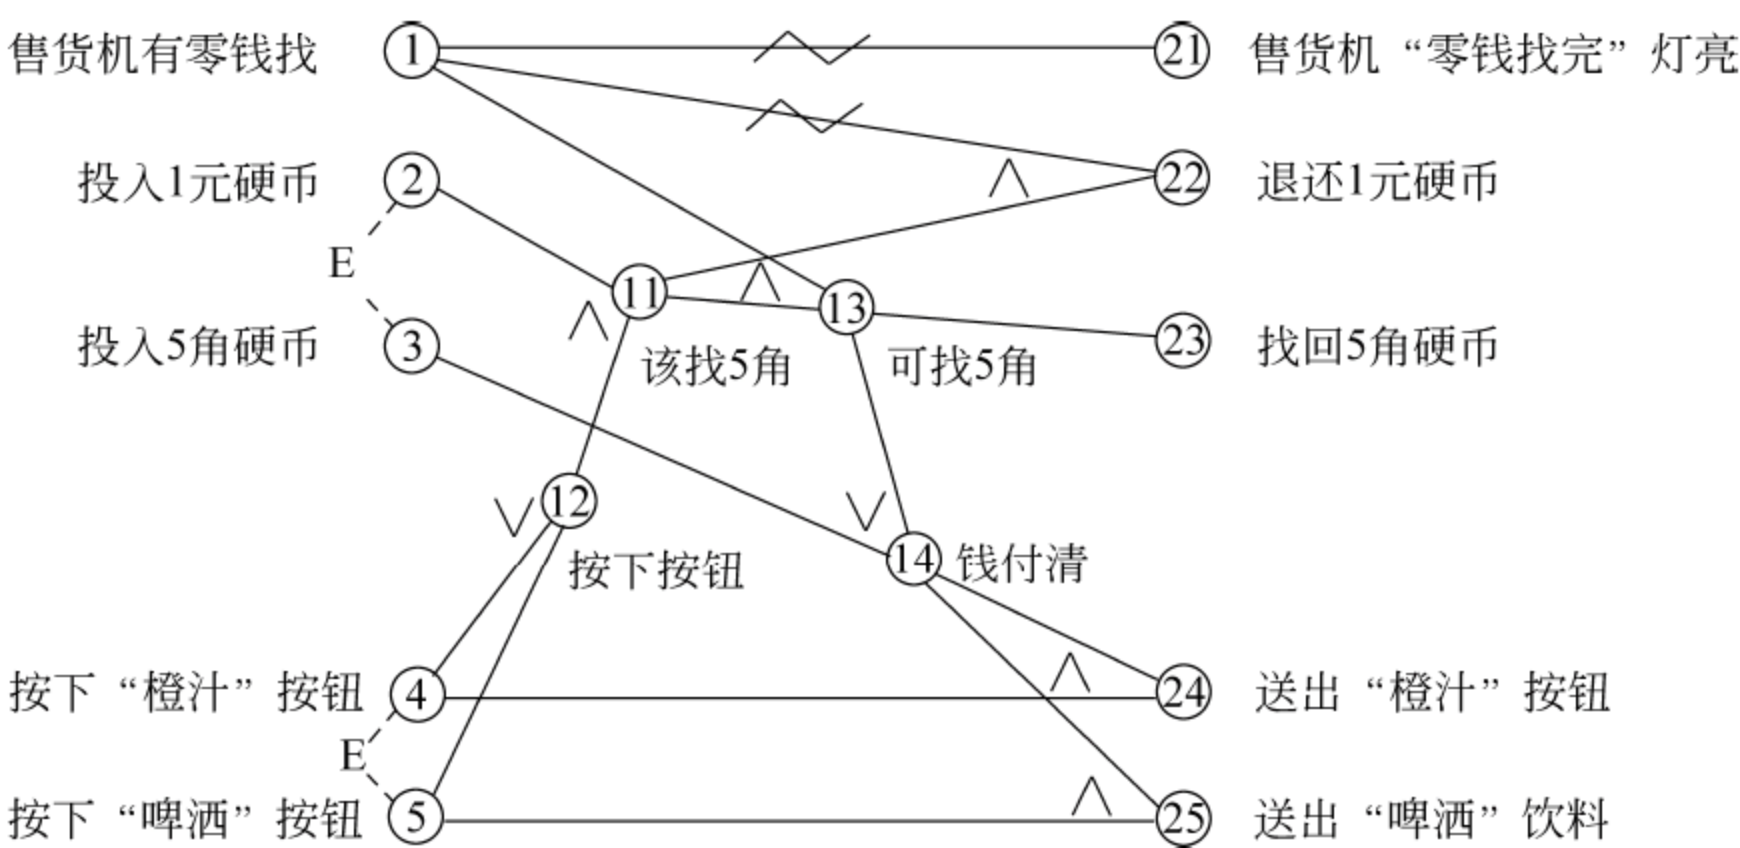 售货机有零钱找 1 21 售货机“零钱找完”灯亮
投入1元硬币 2 22 退还1元硬币
E
11 13
投入5角硬币 3 23 找回5角硬币
该找5角 可找5角
12
14 钱付清
按下按钮
按下“橙汁”按钮 4 24 送出“橙汁”按钮
E
按下“啤洒”按钮 5 25 送出“啤洒”饮料